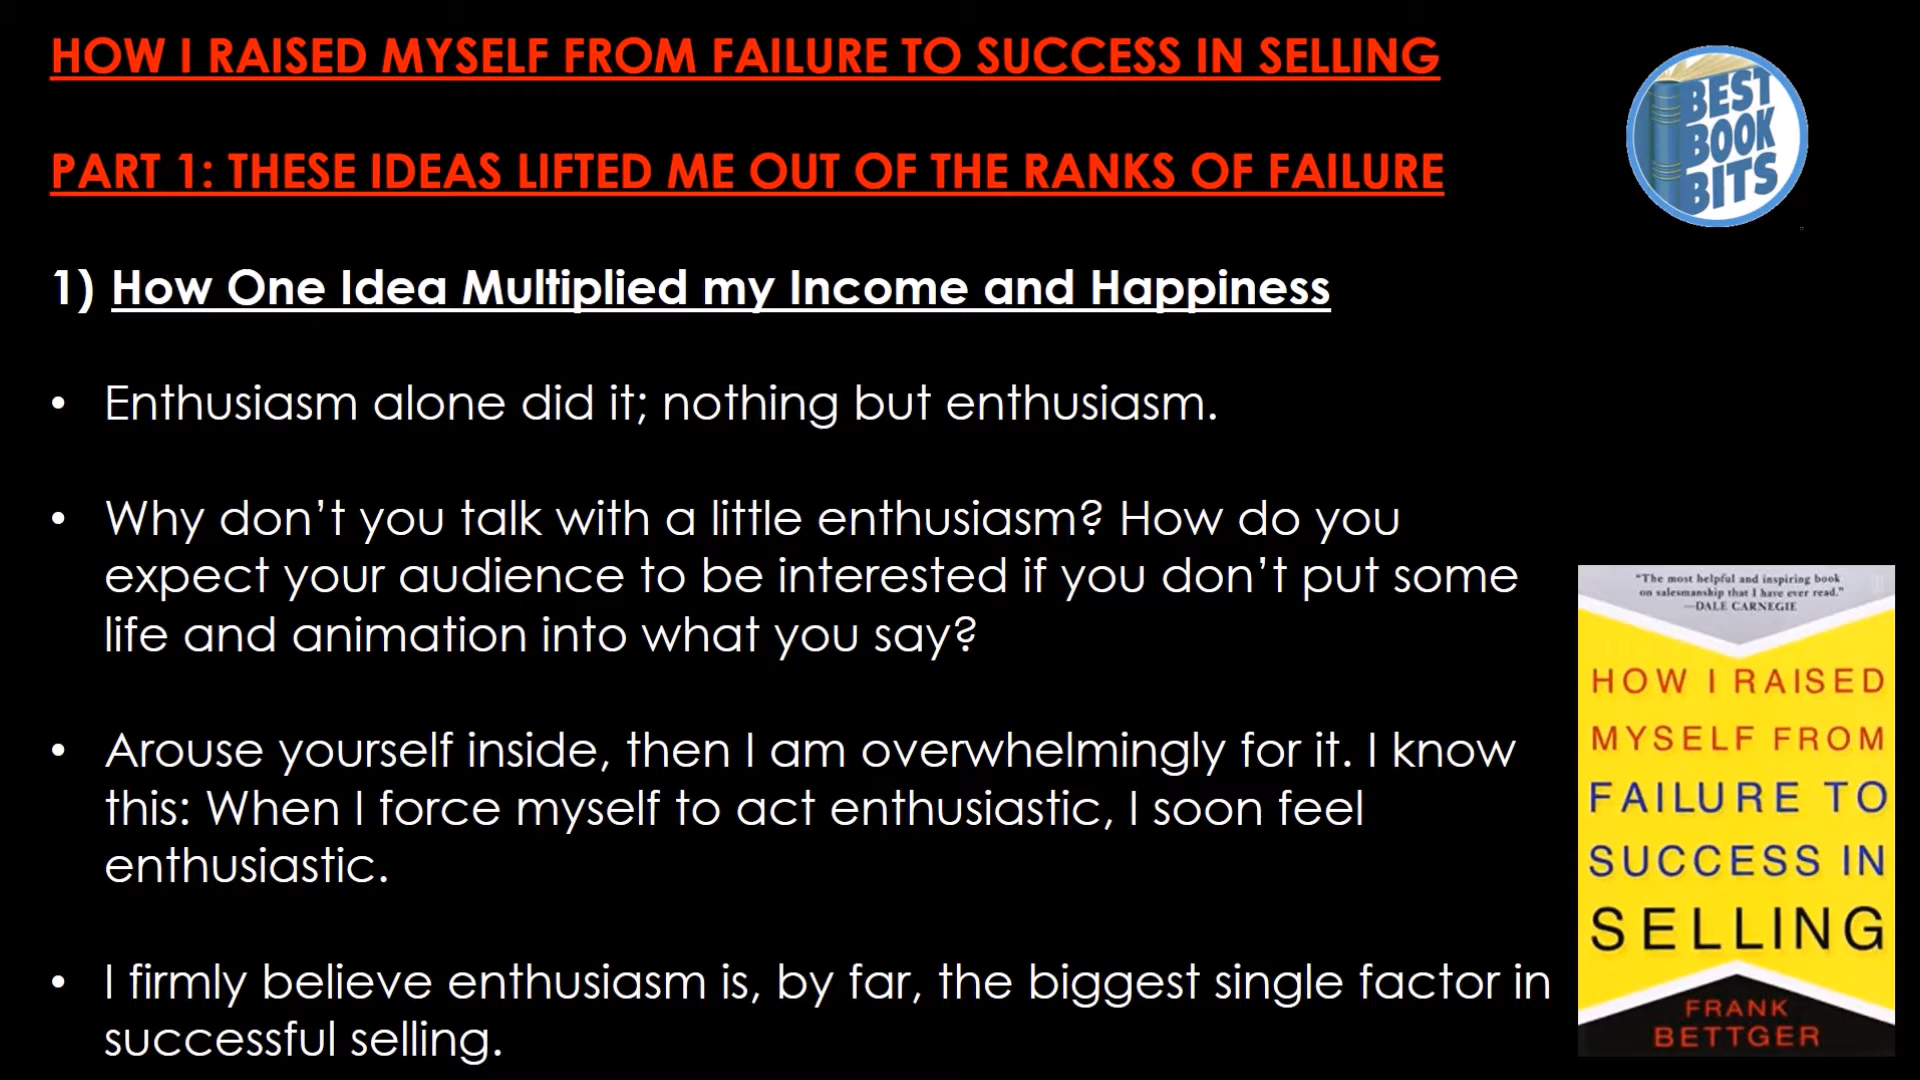 HOW I RAISED MYSELF FROM FAILURE TO SUCCESS IN SELLING
PART 1: THESE IDEAS LIFTED ME OUT OF THE RANKS OF FAILURE
BEST
BOOK
BITS
1) How One Idea Multiplied my Income and Happiness
• Enthusiasm alone did it; nothing but enthusiasm.
• Why don’t you talk with a little enthusiasm? How do you
expect your audience to be interested if you don’t put some
life and animation into what you say?
• Arouse yourself inside, then I am overwhelmingly for it. I know
this: When I force myself to act enthusiastic, I soon feel
enthusiastic.
• I firmly believe enthusiasm is, by far, the biggest single factor in
successful selling.
“The most helpful and inspiring book
on salesmanship that I have ever read.”
—DALE CARNEGIE
HOW I RAISED
MYSELF FROM
FAILURE TO
SUCCESS IN
SELLING
FRANK
BETTGER